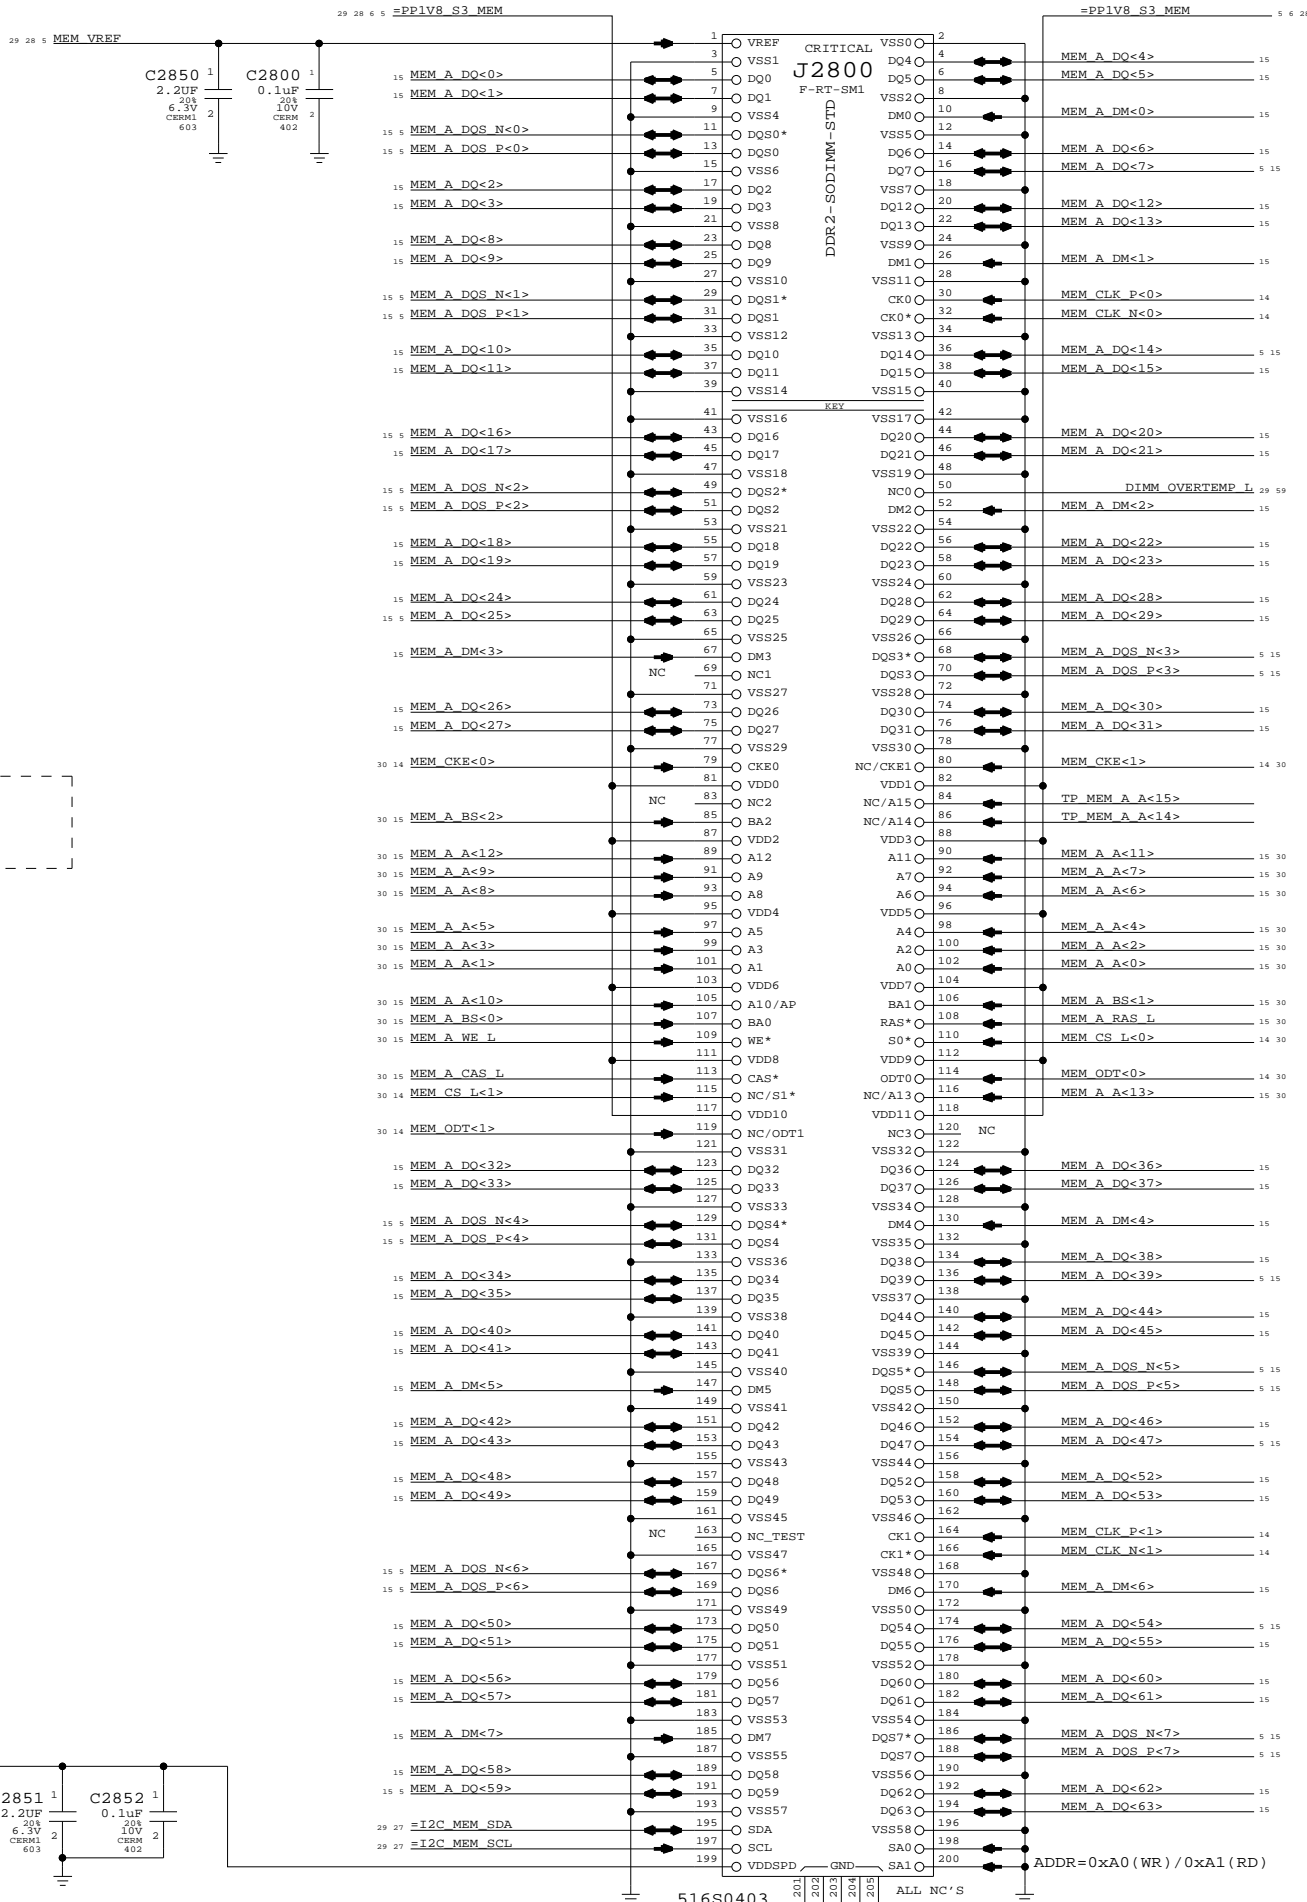 29 28 6 5 =PP1V8_S3_MEM
=PP1V8_S3_MEM 5 6 28
29 28 5 MEM_VREF
C2850 1
2.2UF
20%
6.3V 2
CERM1
603
C2800 1
0.1uF
20%
10V 2
CERM
402
CRITICAL
J2800
F-RT-SM1
DDR2-SODIMM-STD
KEY
1 VREF
VSS0 2
3 VSS1
DQ4 4 MEM_A_DQ<4> 15
15 MEM_A_DQ<0> 5 DQ0
DQ5 6 MEM_A_DQ<5> 15
15 MEM_A_DQ<1> 7 DQ1
VSS2 8
9 VSS4
DM0 10 MEM_A_DM<0> 15
15 5 MEM_A_DQS_N<0> 11 DQS0*
VSS5 12
15 5 MEM_A_DQS_P<0> 13 DQS0
DQ6 14 MEM_A_DQ<6> 15
15 VSS6
DQ7 16 MEM_A_DQ<7> 5 15
15 MEM_A_DQ<2> 17 DQ2
VSS7 18
15 MEM_A_DQ<3> 19 DQ3
DQ12 20 MEM_A_DQ<12> 15
21 VSS8
DQ13 22 MEM_A_DQ<13> 15
15 MEM_A_DQ<8> 23 DQ8
VSS9 24
15 MEM_A_DQ<9> 25 DQ9
DM1 26 MEM_A_DM<1> 15
27 VSS10
VSS11 28
15 5 MEM_A_DQS_N<1> 29 DQS1*
CK0 30 MEM_CLK_P<0> 14
15 5 MEM_A_DQS_P<1> 31 DQS1
CK0* 32 MEM_CLK_N<0> 14
33 VSS12
VSS13 34
15 MEM_A_DQ<10> 35 DQ10
DQ14 36 MEM_A_DQ<14> 5 15
15 MEM_A_DQ<11> 37 DQ11
DQ15 38 MEM_A_DQ<15> 15
39 VSS14
VSS15 40
41 VSS16
VSS17 42
15 5 MEM_A_DQ<16> 43 DQ16
DQ20 44 MEM_A_DQ<20> 15
15 MEM_A_DQ<17> 45 DQ17
DQ21 46 MEM_A_DQ<21> 15
47 VSS18
VSS19 48
15 5 MEM_A_DQS_N<2> 49 DQS2*
NC0 50 DIMM_OVERTEMP_L 29 59
15 5 MEM_A_DQS_P<2> 51 DQS2
DM2 52 MEM_A_DM<2> 15
53 VSS21
VSS22 54
15 MEM_A_DQ<18> 55 DQ18
DQ22 56 MEM_A_DQ<22> 15
15 MEM_A_DQ<19> 57 DQ19
DQ23 58 MEM_A_DQ<23> 15
59 VSS23
VSS24 60
15 MEM_A_DQ<24> 61 DQ24
DQ28 62 MEM_A_DQ<28> 15
15 5 MEM_A_DQ<25> 63 DQ25
DQ29 64 MEM_A_DQ<29> 15
65 VSS25
VSS26 66
15 MEM_A_DM<3> 67 DM3
DQS3* 68 MEM_A_DQS_N<3> 5 15
NC 69 NC1
DQS3 70 MEM_A_DQS_P<3> 5 15
71 VSS27
VSS28 72
15 MEM_A_DQ<26> 73 DQ26
DQ30 74 MEM_A_DQ<30> 15
15 MEM_A_DQ<27> 75 DQ27
DQ31 76 MEM_A_DQ<31> 15
77 VSS29
VSS30 78
30 14 MEM_CKE<0> 79 CKE0
NC/CKE1 80 MEM_CKE<1> 14 30
81 VDD0
VDD1 82
NC 83 NC2
NC/A15 84 TP_MEM_A_A<15>
30 15 MEM_A_BS<2> 85 BA2
NC/A14 86 TP_MEM_A_A<14>
87 VDD2
VDD3 88
30 15 MEM_A_A<12> 89 A12
A11 90 MEM_A_A<11> 15 30
30 15 MEM_A_A<9> 91 A9
A7 92 MEM_A_A<7> 15 30
30 15 MEM_A_A<8> 93 A8
A6 94 MEM_A_A<6> 15 30
95 VDD4
VDD5 96
30 15 MEM_A_A<5> 97 A5
A4 98 MEM_A_A<4> 15 30
30 15 MEM_A_A<3> 99 A3
A2 100 MEM_A_A<2> 15 30
30 15 MEM_A_A<1> 101 A1
A0 102 MEM_A_A<0> 15 30
103 VDD6
VDD7 104
30 15 MEM_A_A<10> 105 A10/AP
BA1 106 MEM_A_BS<1> 15 30
30 15 MEM_A_BS<0> 107 BA0
RAS* 108 MEM_A_RAS_L 15 30
30 15 MEM_A_WE_L 109 WE*
S0* 110 MEM_CS_L<0> 14 30
111 VDD8
VDD9 112
30 15 MEM_A_CAS_L 113 CAS*
ODT0 114 MEM_ODT<0> 14 30
30 14 MEM_CS_L<1> 115 NC/S1*
NC/A13 116 MEM_A_A<13> 15 30
117 VDD10
VDD11 118
30 14 MEM_ODT<1> 119 NC/ODT1
NC3 120 NC
121 VSS31
VSS32 122
15 MEM_A_DQ<32> 123 DQ32
DQ36 124 MEM_A_DQ<36> 15
15 MEM_A_DQ<33> 125 DQ33
DQ37 126 MEM_A_DQ<37> 15
127 VSS33
VSS34 128
15 5 MEM_A_DQS_N<4> 129 DQS4*
DM4 130 MEM_A_DM<4> 15
15 5 MEM_A_DQS_P<4> 131 DQS4
VSS35 132
133 VSS36
DQ38 134 MEM_A_DQ<38> 15
15 MEM_A_DQ<34> 135 DQ34
DQ39 136 MEM_A_DQ<39> 5 15
15 MEM_A_DQ<35> 137 DQ35
VSS37 138
139 VSS38
DQ44 140 MEM_A_DQ<44> 15
15 MEM_A_DQ<40> 141 DQ40
DQ45 142 MEM_A_DQ<45> 15
15 MEM_A_DQ<41> 143 DQ41
VSS39 144
145 VSS40
DQS5* 146 MEM_A_DQS_N<5> 5 15
15 MEM_A_DM<5> 147 DM5
DQS5 148 MEM_A_DQS_P<5> 5 15
149 VSS41
VSS42 150
15 MEM_A_DQ<42> 151 DQ42
DQ46 152 MEM_A_DQ<46> 15
15 MEM_A_DQ<43> 153 DQ43
DQ47 154 MEM_A_DQ<47> 5 15
155 VSS43
VSS44 156
15 MEM_A_DQ<48> 157 DQ48
DQ52 158 MEM_A_DQ<52> 15
15 MEM_A_DQ<49> 159 DQ49
DQ53 160 MEM_A_DQ<53> 15
161 VSS45
VSS46 162
NC 163 NC_TEST
CK1 164 MEM_CLK_P<1> 14
165 VSS47
CK1* 166 MEM_CLK_N<1> 14
15 5 MEM_A_DQS_N<6> 167 DQS6*
VSS48 168
15 5 MEM_A_DQS_P<6> 169 DQS6
DM6 170 MEM_A_DM<6> 15
171 VSS49
VSS50 172
15 MEM_A_DQ<50> 173 DQ50
DQ54 174 MEM_A_DQ<54> 5 15
15 MEM_A_DQ<51> 175 DQ51
DQ55 176 MEM_A_DQ<55> 15
177 VSS51
VSS52 178
15 MEM_A_DQ<56> 179 DQ56
DQ60 180 MEM_A_DQ<60> 15
15 MEM_A_DQ<57> 181 DQ57
DQ61 182 MEM_A_DQ<61> 15
183 VSS53
VSS54 184
15 MEM_A_DM<7> 185 DM7
DQS7* 186 MEM_A_DQS_N<7> 5 15
187 VSS55
DQS7 188 MEM_A_DQS_P<7> 5 15
15 MEM_A_DQ<58> 189 DQ58
VSS56 190
15 5 MEM_A_DQ<59> 191 DQ59
DQ62 192 MEM_A_DQ<62> 15
193 VSS57
DQ63 194 MEM_A_DQ<63> 15
29 27 =I2C_MEM_SDA 195 SDA
VSS58 196
29 27 =I2C_MEM_SCL 197 SCL
SA0 198
199 VDDSPD
SA1 200
ADDR=0xA0(WR)/0xA1(RD)
GND
201 202 203 204 205
ALL NC'S
516S0403
2851 1
2.2UF
20%
6.3V 2
CERM1
603
C2852 1
0.1uF
20%
10V 2
CERM
402